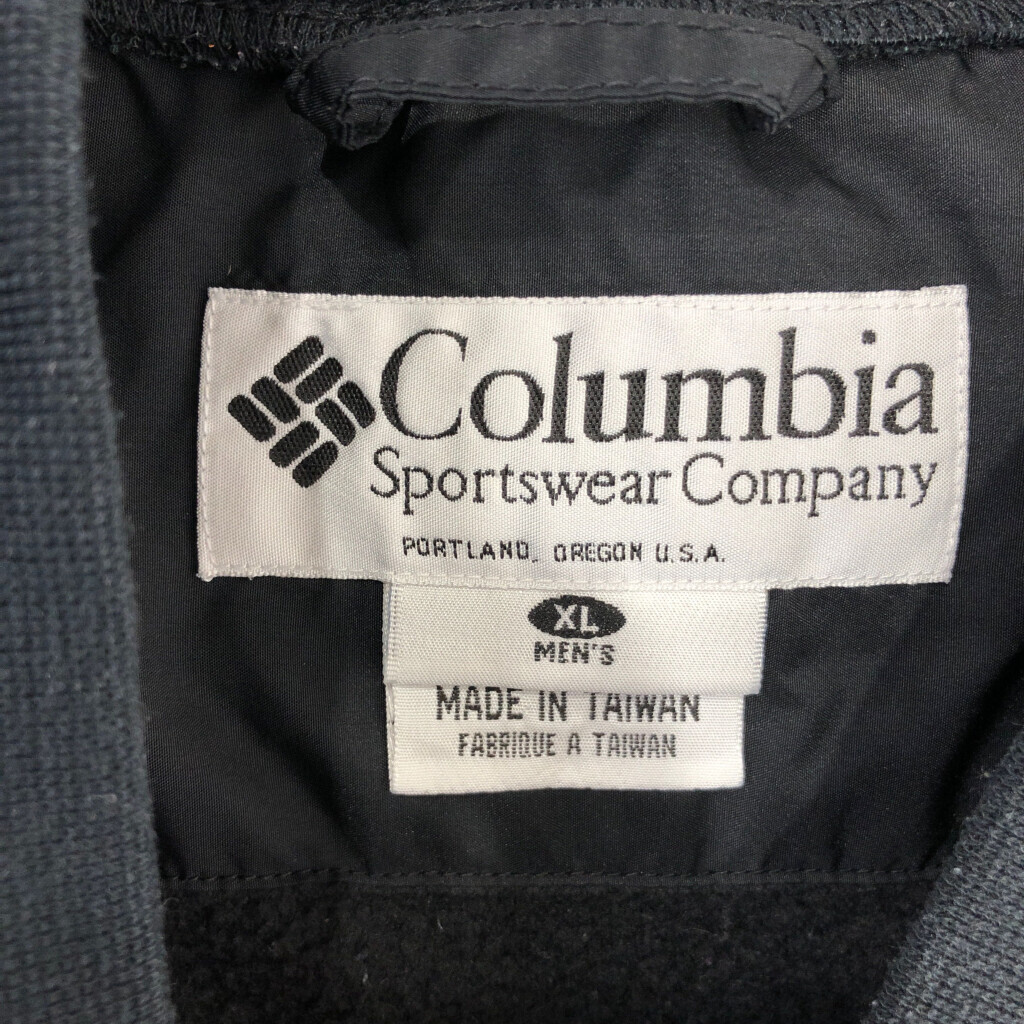 Columbia
Sportswear Company
PORTLAND, OREGON U.S.A.
XL
MEN'S
MADE IN TAIWAN
FABRIQUE A TAIWAN